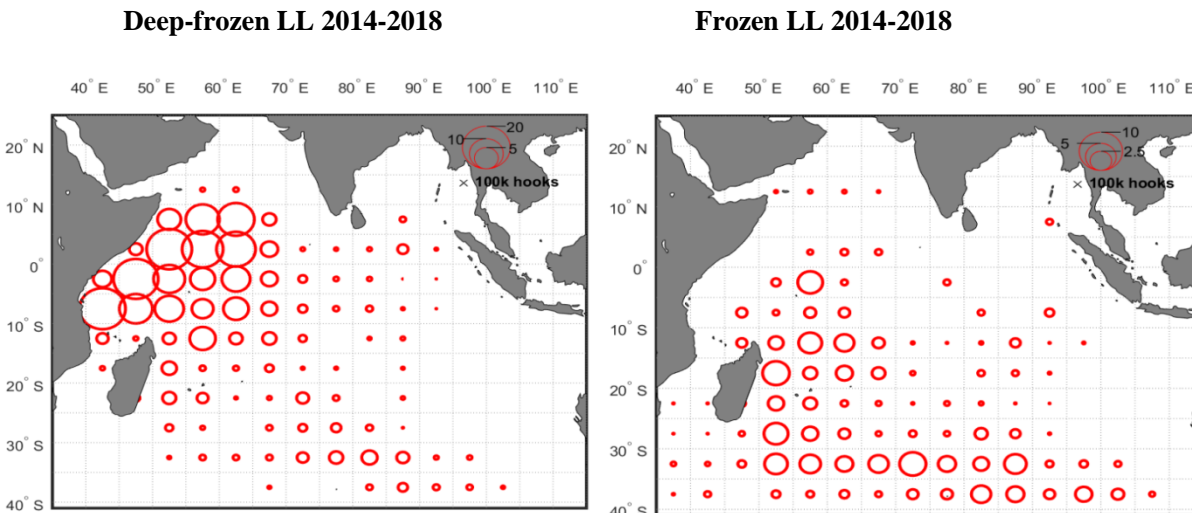 Deep-frozen LL 2014-2018
Frozen LL 2014-2018
40° E 50° E 60° E 70° E 80° E 90° E 100° E 110° E
40° E 50° E 60° E 70° E 80° E 90° E 100° E 110° E
20
10
5
× 100k hooks
10
5
2.5
× 100k hooks
20° N
10° N
0°
10° S
20° S
30° S
40° S
20° N
10° N
0°
10° S
20° S
30° S
40° S